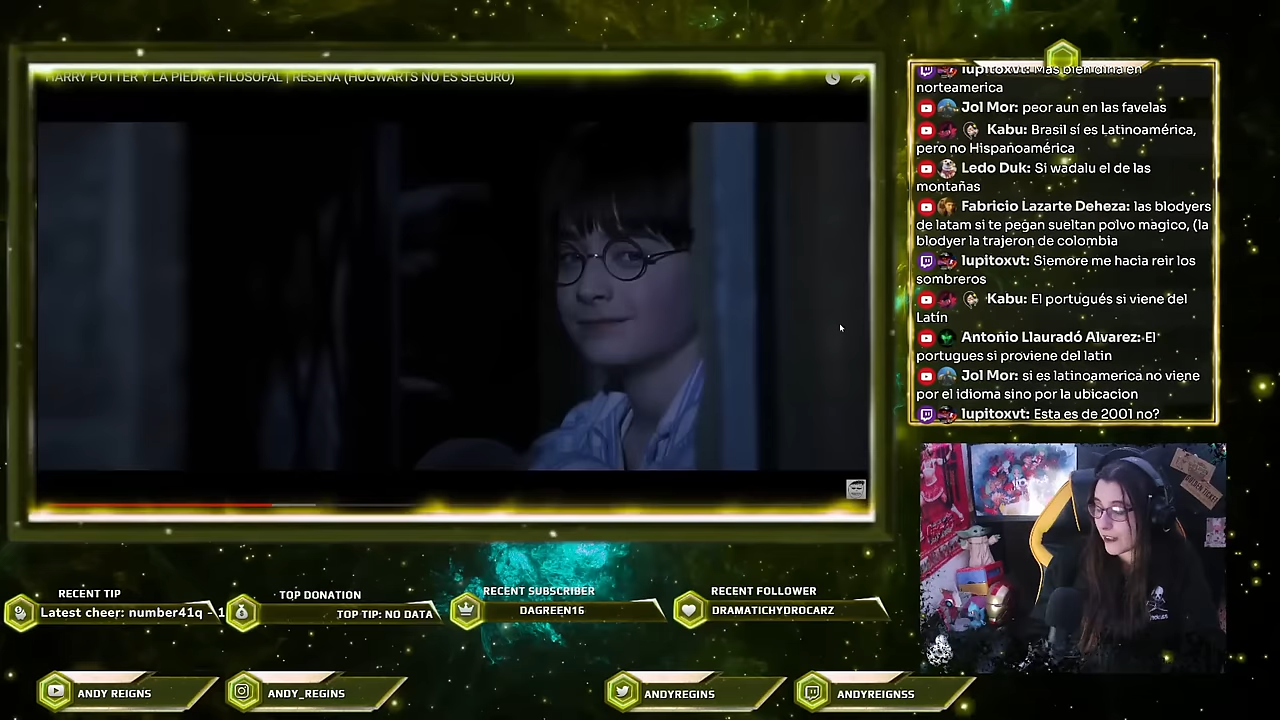 HARRY POTTER Y LA PIEDRA FILOSOFAL | RESEÑA (HOGWARTS NO ES SEGURO)
lupitoxvt: Mas bien diria en
norteamerica
Jol Mor: peor aun en las favelas
Kabu: Brasil sí es Latinoamérica,
pero no Hispañoamérica
Ledo Duk: Si wadalu el de las
montañas
Fabricio Lazarte Deheza: las blodyers
de latam si te pegan sueltan polvo magico, (la
blodyer la trajeron de colombia
lupitoxvt: Siemore me hacia reir los
sombreros
Kabu: El portugués si viene del
Latín
Antonio Llauradó Alvarez: El
portugues si proviene del latin
Jol Mor: si es latinoamerica no viene
por el idioma sino por la ubicacion
lupitoxvt: Esta es de 2001 no?
RECENT TIP
Latest cheer: number41q - 1
TOP DONATION
TOP TIP: NO DATA
RECENT SUBSCRIBER
DAGREEN16
RECENT FOLLOWER
DRAMATICHYDROCARZ
ANDY REIGNS
ANDY_REGINS
ANDYREGINS
ANDYREIGNSS